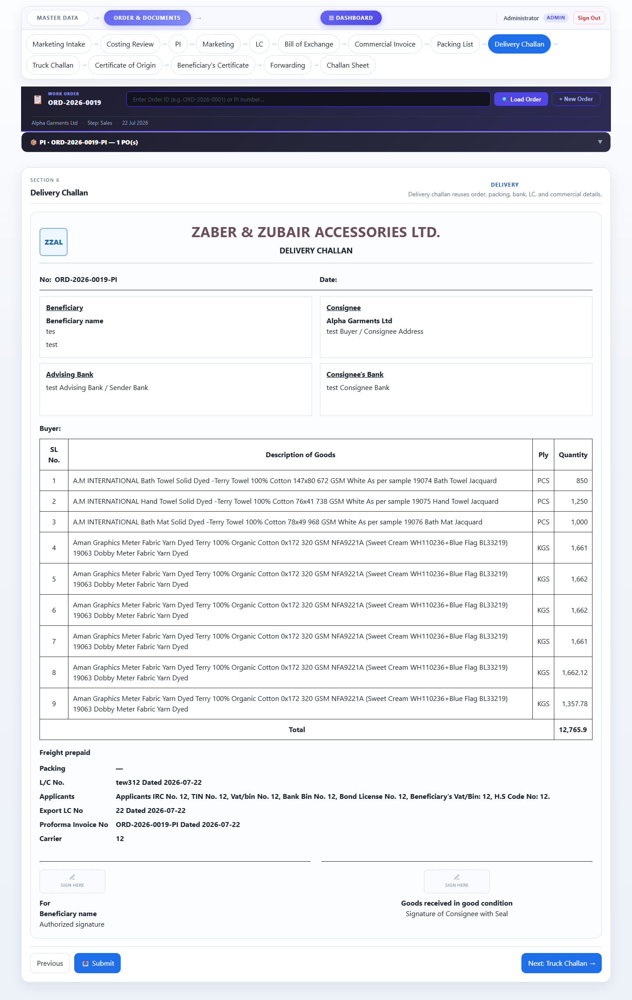 MASTER DATA → ORDER & DOCUMENTS → DASHBOARD Administrator ADMIN Sign Out
Marketing Intake → Costing Review → PI → Marketing → LC → Bill of Exchange → Commercial Invoice → Packing List → Delivery Challan →
Truck Challan → Certificate of Origin → Beneficiary's Certificate → Forwarding → Challan Sheet
WORK ORDER
ORD-2026-0019
Enter Order ID (e.g. ORD-2026-0001) or PI number...
Load Order
+ New Order
Alpha Garments Ltd · Step: Sales · 22 Jul 2026
PI · ORD-2026-0019-PI — 1 PO(s) ▼
SECTION 6
Delivery Challan
DELIVERY
Delivery challan reuses order, packing, bank, LC, and commercial details.
ZZAL
ZABER & ZUBAIR ACCESSORIES LTD.
DELIVERY CHALLAN
No: ORD-2026-0019-PI
Date:
Beneficiary
Beneficiary name
tes
test
Consignee
Alpha Garments Ltd
test Buyer / Consignee Address
Advising Bank
test Advising Bank / Sender Bank
Consignee's Bank
test Consignee Bank
Buyer:
SL No. Description of Goods Ply Quantity
1 A.M INTERNATIONAL Bath Towel Solid Dyed -Terry Towel 100% Cotton 147x80 672 GSM White As per sample 19074 Bath Towel Jacquard PCS 850
2 A.M INTERNATIONAL Hand Towel Solid Dyed -Terry Towel 100% Cotton 76x41 738 GSM White As per sample 19075 Hand Towel Jacquard PCS 1,250
3 A.M INTERNATIONAL Bath Mat Solid Dyed -Terry Towel 100% Cotton 78x49 968 GSM White As per sample 19076 Bath Mat Jacquard PCS 1,000
4 Aman Graphics Meter Fabric Yarn Dyed Terry 100% Organic Cotton 0x172 320 GSM NFA9221A (Sweet Cream WH110236+Blue Flag BL33219)
19063 Dobby Meter Fabric Yarn Dyed KGS 1,661
5 Aman Graphics Meter Fabric Yarn Dyed Terry 100% Organic Cotton 0x172 320 GSM NFA9221A (Sweet Cream WH110236+Blue Flag BL33219)
19063 Dobby Meter Fabric Yarn Dyed KGS 1,662
6 Aman Graphics Meter Fabric Yarn Dyed Terry 100% Organic Cotton 0x172 320 GSM NFA9221A (Sweet Cream WH110236+Blue Flag BL33219)
19063 Dobby Meter Fabric Yarn Dyed KGS 1,662
7 Aman Graphics Meter Fabric Yarn Dyed Terry 100% Organic Cotton 0x172 320 GSM NFA9221A (Sweet Cream WH110236+Blue Flag BL33219)
19063 Dobby Meter Fabric Yarn Dyed KGS 1,661
8 Aman Graphics Meter Fabric Yarn Dyed Terry 100% Organic Cotton 0x172 320 GSM NFA9221A (Sweet Cream WH110236+Blue Flag BL33219)
19063 Dobby Meter Fabric Yarn Dyed KGS 1,662.12
9 Aman Graphics Meter Fabric Yarn Dyed Terry 100% Organic Cotton 0x172 320 GSM NFA9221A (Sweet Cream WH110236+Blue Flag BL33219)
19063 Dobby Meter Fabric Yarn Dyed KGS 1,357.78
Total 12,765.9
Freight prepaid
Packing —
L/C No. tew312 Dated 2026-07-22
Applicants Applicants IRC No. 12, TIN No. 12, Vat/bin No. 12, Bank Bin No. 12, Bond License No. 12, Beneficiary's Vat/Bin: 12, H.S Code No: 12.
Export LC No 22 Dated 2026-07-22
Proforma Invoice No ORD-2026-0019-PI Dated 2026-07-22
Carrier 12
SIGN HERE
For
Beneficiary name
Authorized signature
SIGN HERE
Goods received in good condition
Signature of Consignee with Seal
Previous
Submit
Next: Truck Challan →